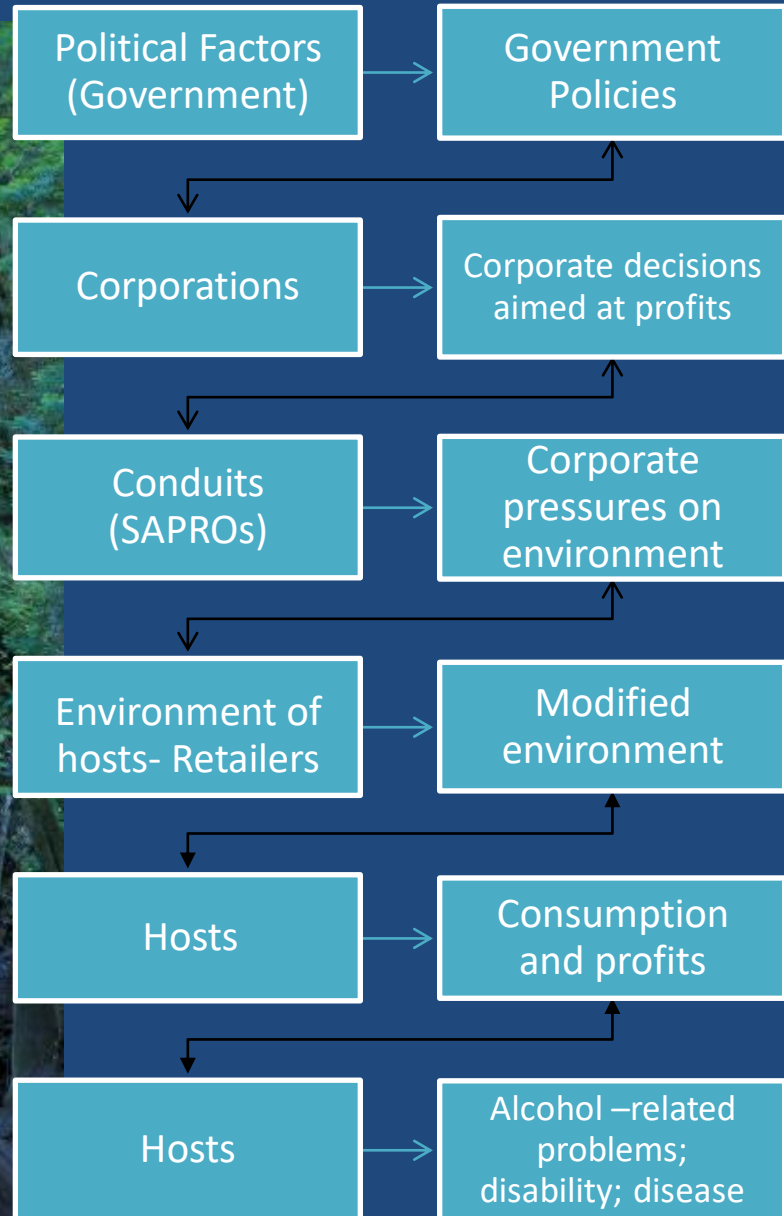 Political Factors
(Government)
Government
Policies
Corporations
Corporate decisions
aimed at profits
Conduits
(SAPROs)
Corporate
pressures on
environment
Environment of
hosts- Retailers
Modified
environment
Hosts
Consumption
and profits
Hosts
Alcohol –related
problems;
disability; disease